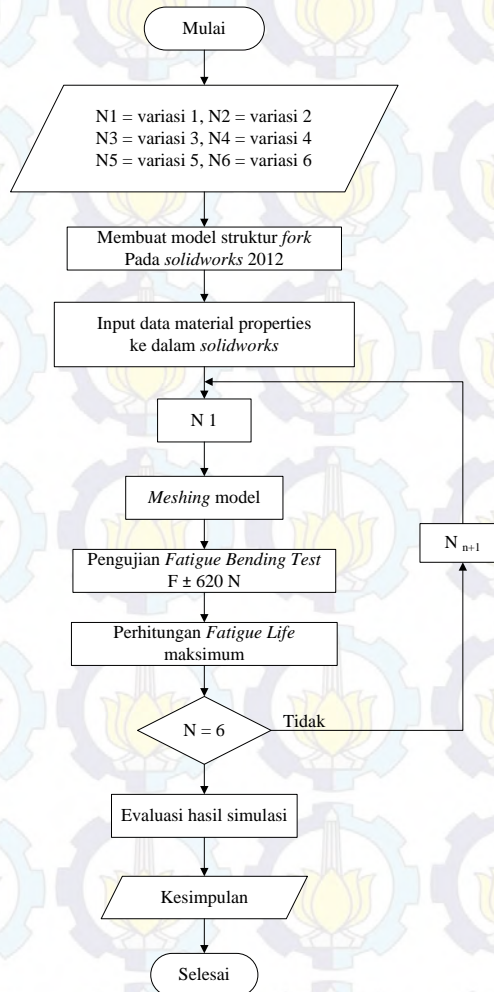 Mulai
N1 = variasi 1, N2 = variasi 2
N3 = variasi 3, N4 = variasi 4
N5 = variasi 5, N6 = variasi 6
Membuat model struktur fork
Pada solidworks 2012
Input data material properties
ke dalam solidworks
N 1
Meshing model
N n+1
Pengujian Fatigue Bending Test
F ± 620 N
Perhitungan Fatigue Life
maksimum
N = 6
Tidak
Evaluasi hasil simulasi
Kesimpulan
Selesai